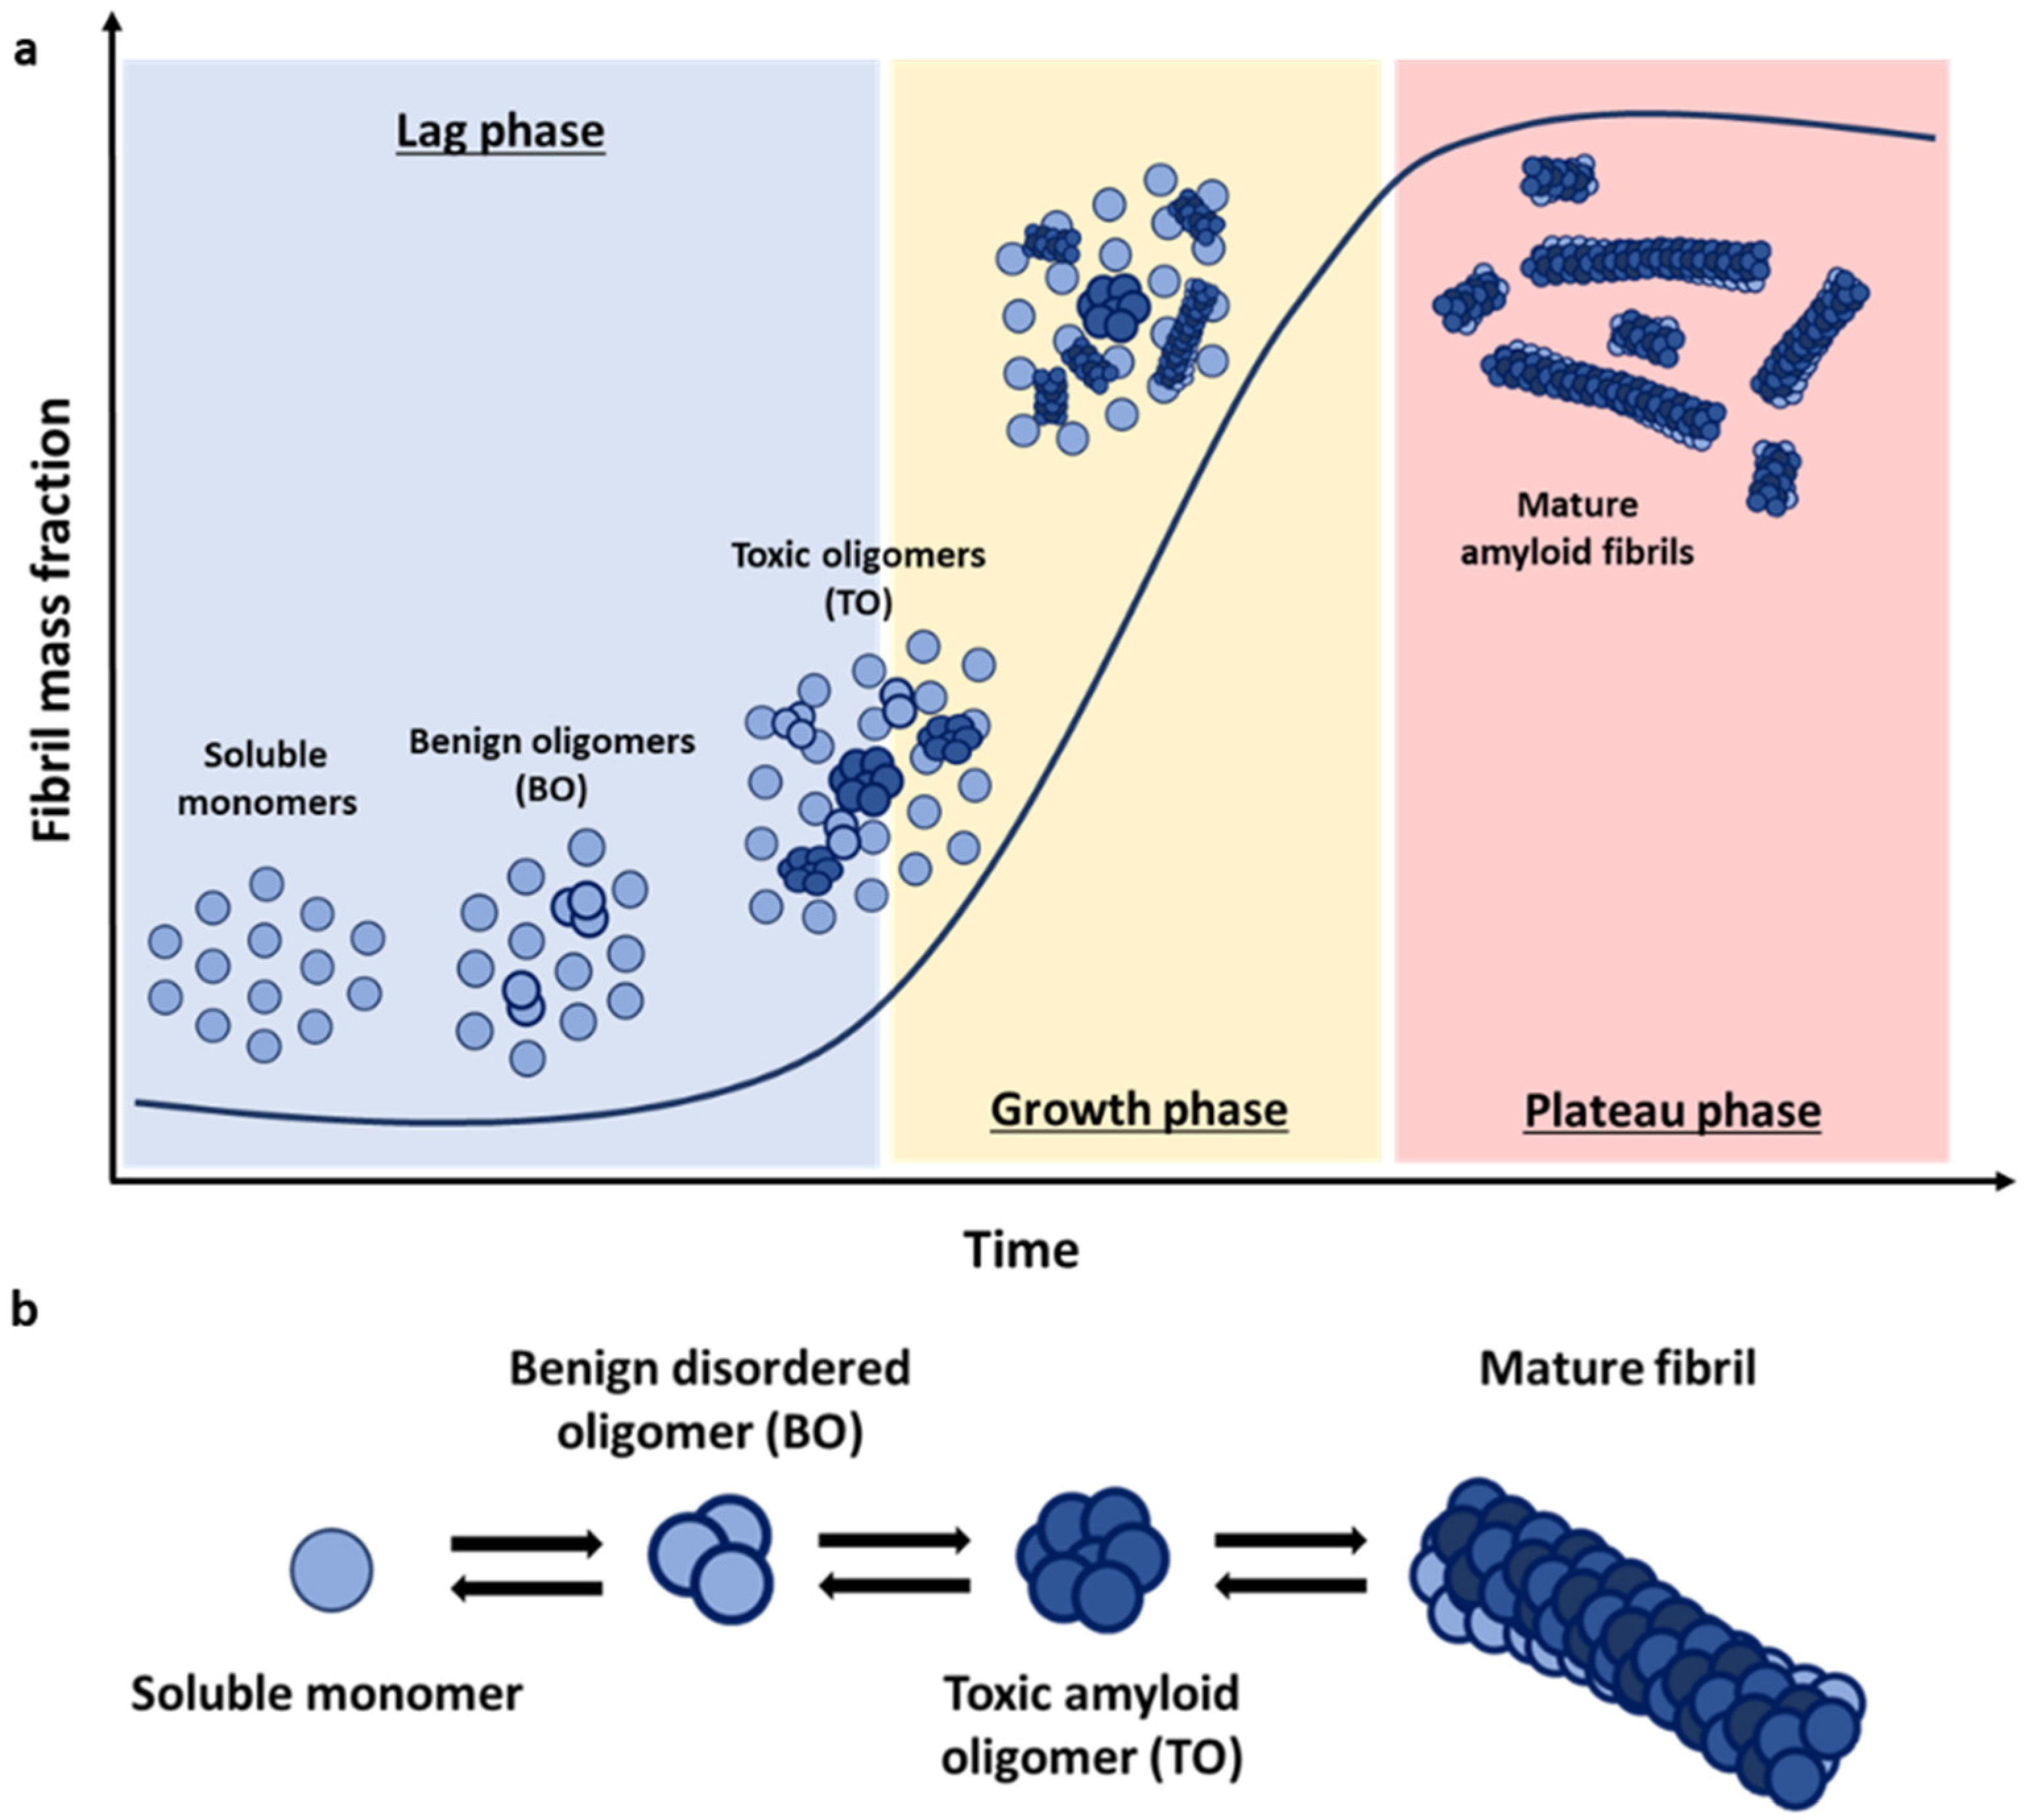 a
Lag phase
Toxic oligomers
(TO)
Mature
amyloid fibrils
Benign oligomers
(BO)
Soluble
monomers
Growth phase
Plateau phase
Fibril mass fraction
Time
b
Benign disordered
oligomer (BO)
Mature fibril
Soluble monomer
Toxic amyloid
oligomer (TO)